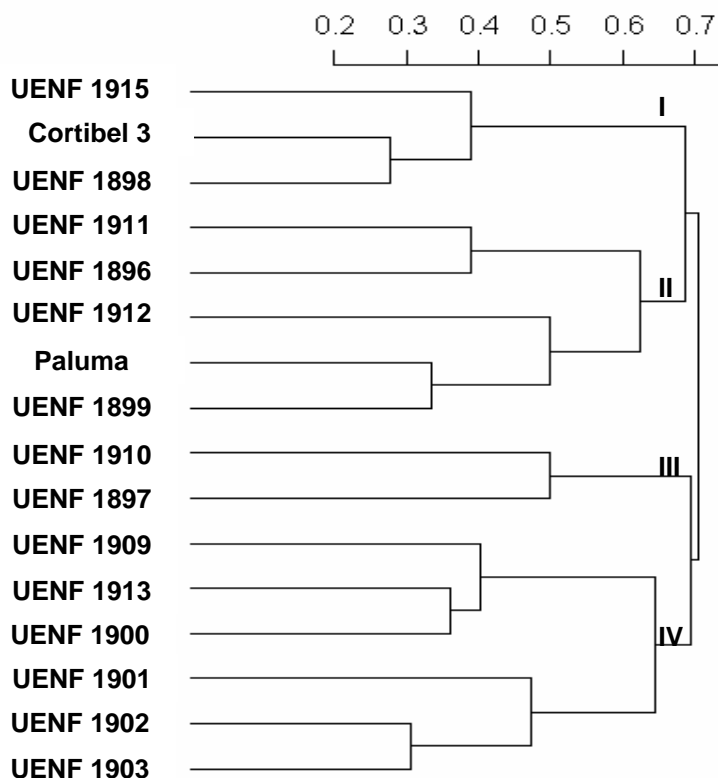 0.2 0.3 0.4 0.5 0.6 0.7
UENF 1915
I
Cortibel 3
UENF 1898
UENF 1911
UENF 1896
II
UENF 1912
Paluma
UENF 1899
UENF 1910
III
UENF 1897
UENF 1909
UENF 1913
UENF 1900
IV
UENF 1901
UENF 1902
UENF 1903